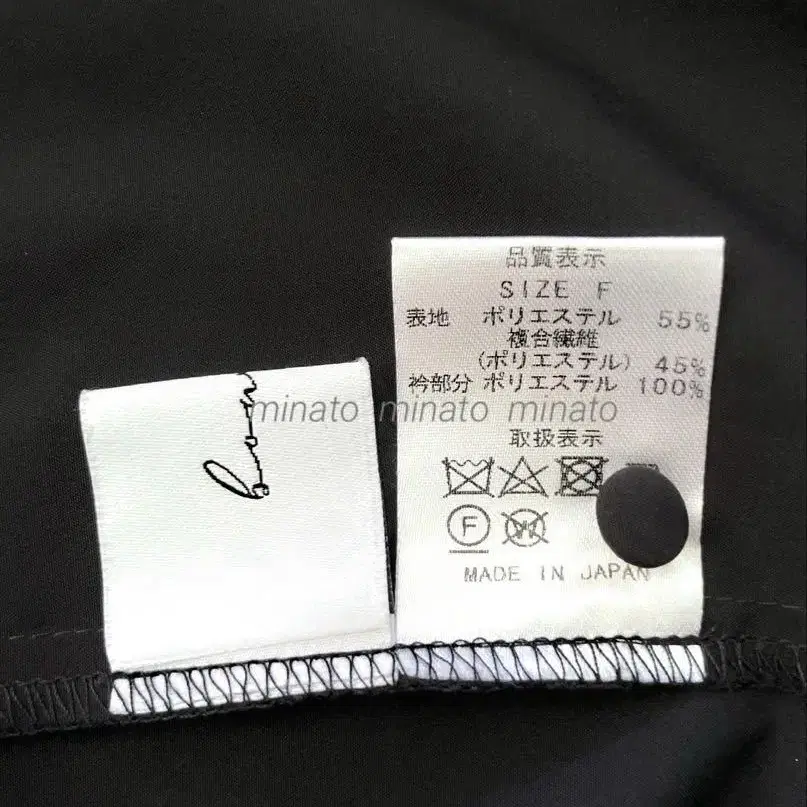 品質表示
SIZE F
表地 ポリエステル 55%
複合繊維
(ポリエステル) 45%
衿部分 ポリエステル 100%
minato minato minato
取扱表示
F
W
MADE IN JAPAN